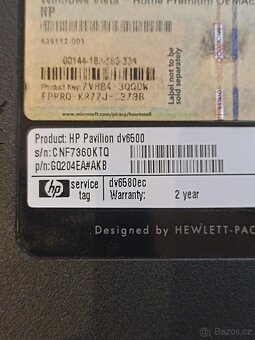 Windows Vista™ Home Premium OEMAct
HP
Label not to be sold separately
Product Key:
www.microsoft.com/piracy/howtotell
Product: HP Pavilion dv6500
s/n: CNF7360KTQ
p/n: GQ204EA#AKB
hp
service tag
dv6580ec
Warranty: 2 year
Designed by HEWLETT-PAC
bazos.cz